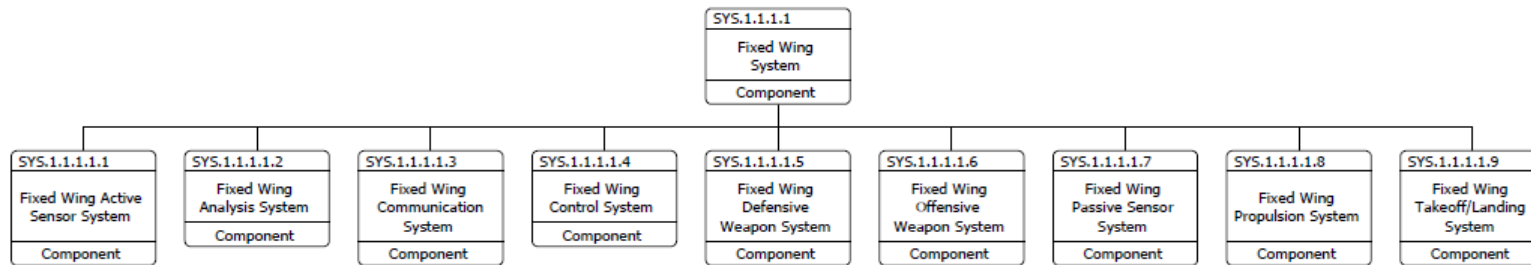 SYS.1.1.1.1
Fixed Wing
System
Component
SYS.1.1.1.1.1
Fixed Wing Active
Sensor System
Component
SYS.1.1.1.1.2
Fixed Wing
Analysis System
Component
SYS.1.1.1.1.3
Fixed Wing
Communication
System
Component
SYS.1.1.1.1.4
Fixed Wing
Control System
Component
SYS.1.1.1.1.5
Fixed Wing
Defensive
Weapon System
Component
SYS.1.1.1.1.6
Fixed Wing
Offensive
Weapon System
Component
SYS.1.1.1.1.7
Fixed Wing
Passive Sensor
System
Component
SYS.1.1.1.1.8
Fixed Wing
Propulsion System
Component
SYS.1.1.1.1.9
Fixed Wing
Takeoff/Landing
System
Component